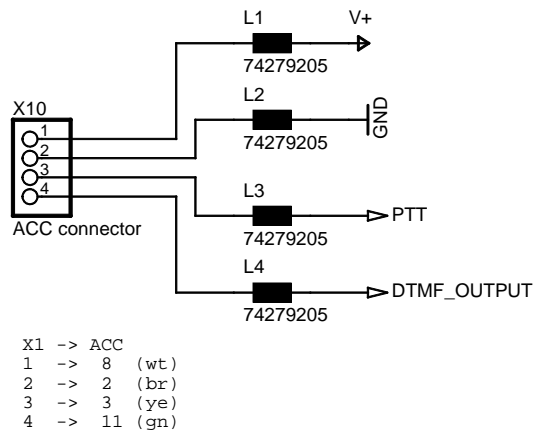 L1
V+
74279205
X10
L2
GND
74279205
1
2
3
4
L3
PTT
74279205
ACC connector
L4
DTMF_OUTPUT
74279205
X1 -> ACC
1 -> 8 (wt)
2 -> 2 (br)
3 -> 3 (ye)
4 -> 11 (gn)